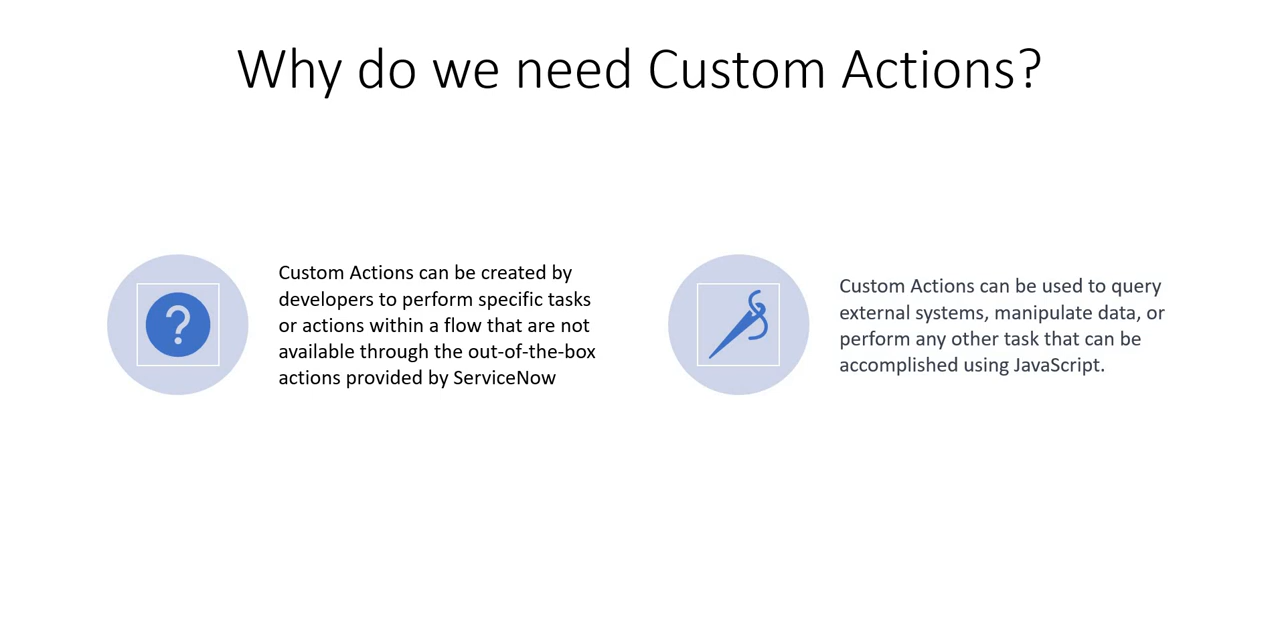 Why do we need Custom Actions?
Custom Actions can be created by
developers to perform specific tasks
or actions within a flow that are not
available through the out-of-the-box
actions provided by ServiceNow
Custom Actions can be used to query
external systems, manipulate data, or
perform any other task that can be
accomplished using JavaScript.